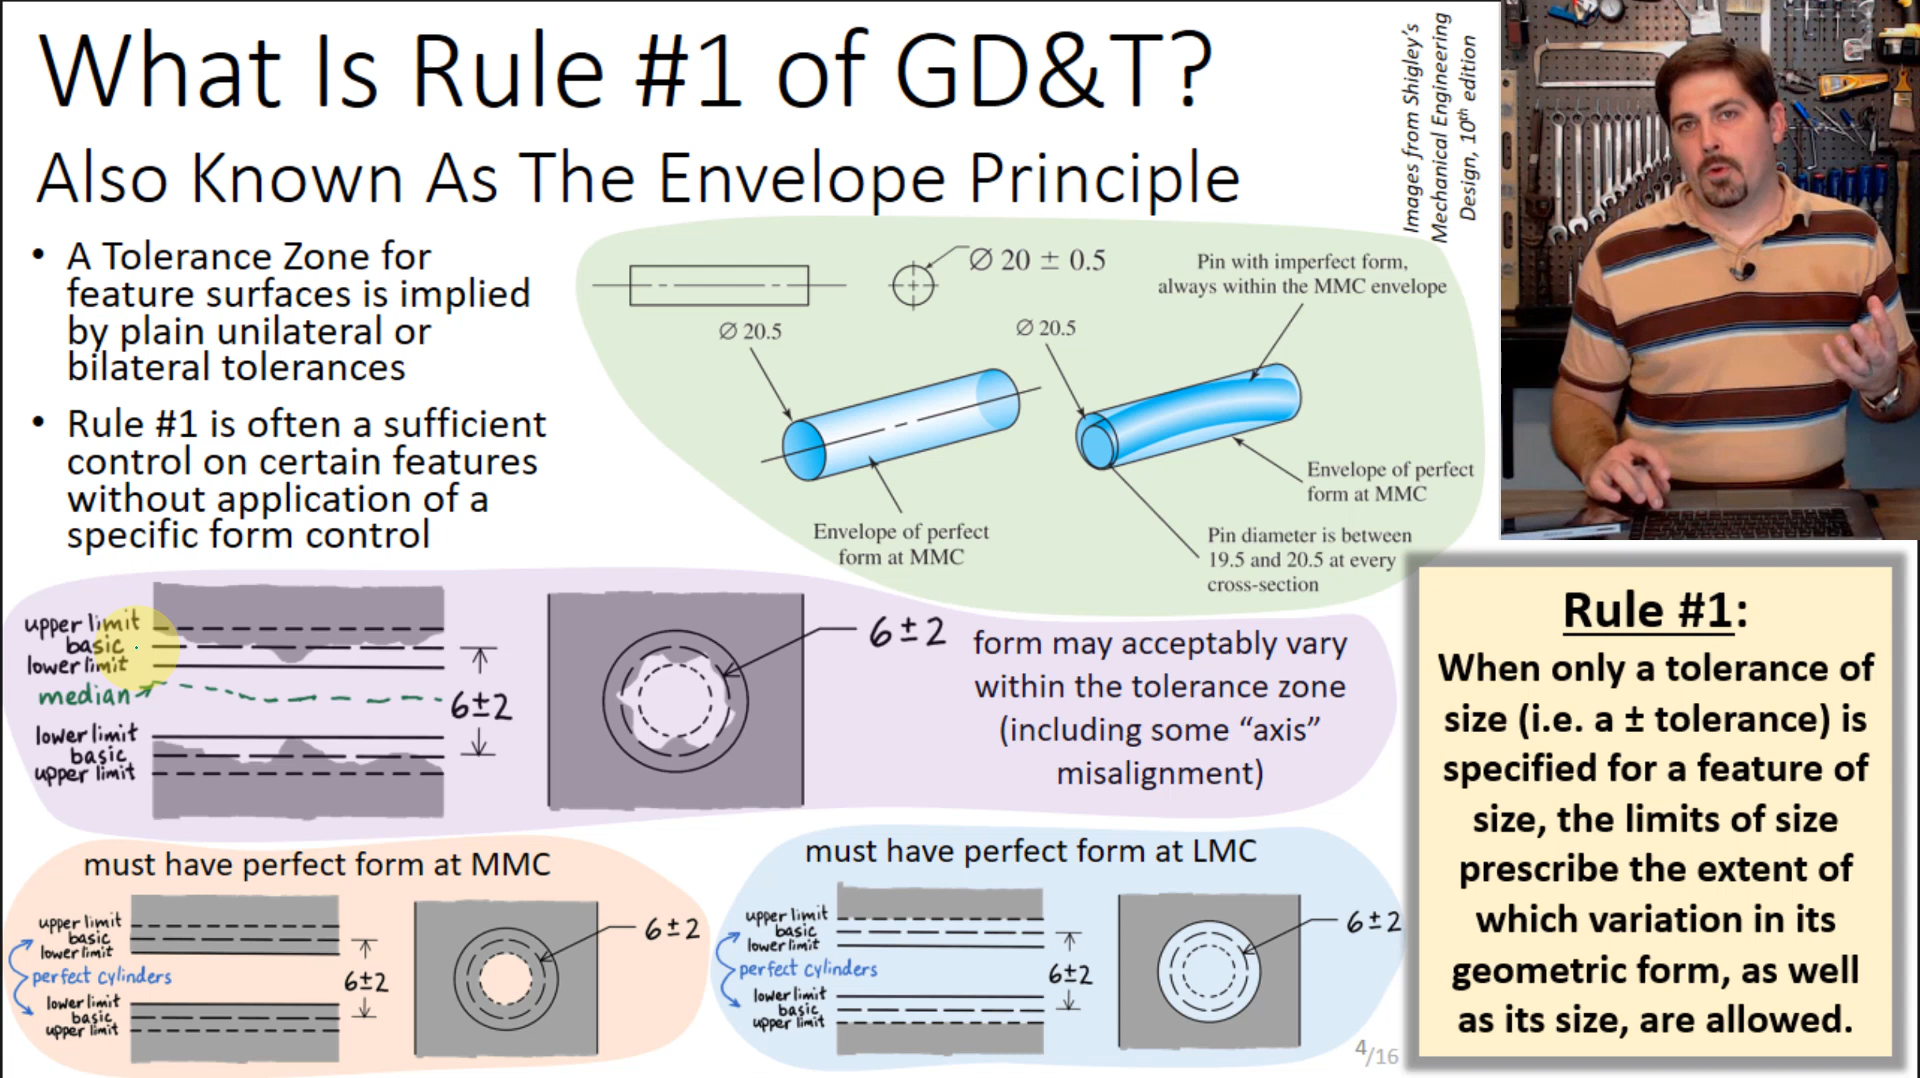 What Is Rule #1 of GD&T?
Also Known As The Envelope Principle
Images from Shigley's
Mechanical Engineering
Design, 10th edition
• A Tolerance Zone for
feature surfaces is implied
by plain unilateral or
bilateral tolerances
• Rule #1 is often a sufficient
control on certain features
without application of a
specific form control
Ø 20 ± 0.5
Pin with imperfect form,
always within the MMC envelope
Ø 20.5
Ø 20.5
Envelope of perfect
form at MMC
Envelope of perfect
form at MMC
Pin diameter is between
19.5 and 20.5 at every
cross-section
upper limit
basic
lower limit
median
lower limit
basic
upper limit
6±2
6±2
form may acceptably vary
within the tolerance zone
(including some “axis”
misalignment)
must have perfect form at MMC
upper limit
basic
lower limit
perfect cylinders
lower limit
basic
upper limit
6±2
6±2
must have perfect form at LMC
upper limit
basic
lower limit
perfect cylinders
lower limit
basic
upper limit
6±2
6±2
4/16
Rule #1:
When only a tolerance of
size (i.e. a ± tolerance) is
specified for a feature of
size, the limits of size
prescribe the extent of
which variation in its
geometric form, as well
as its size, are allowed.